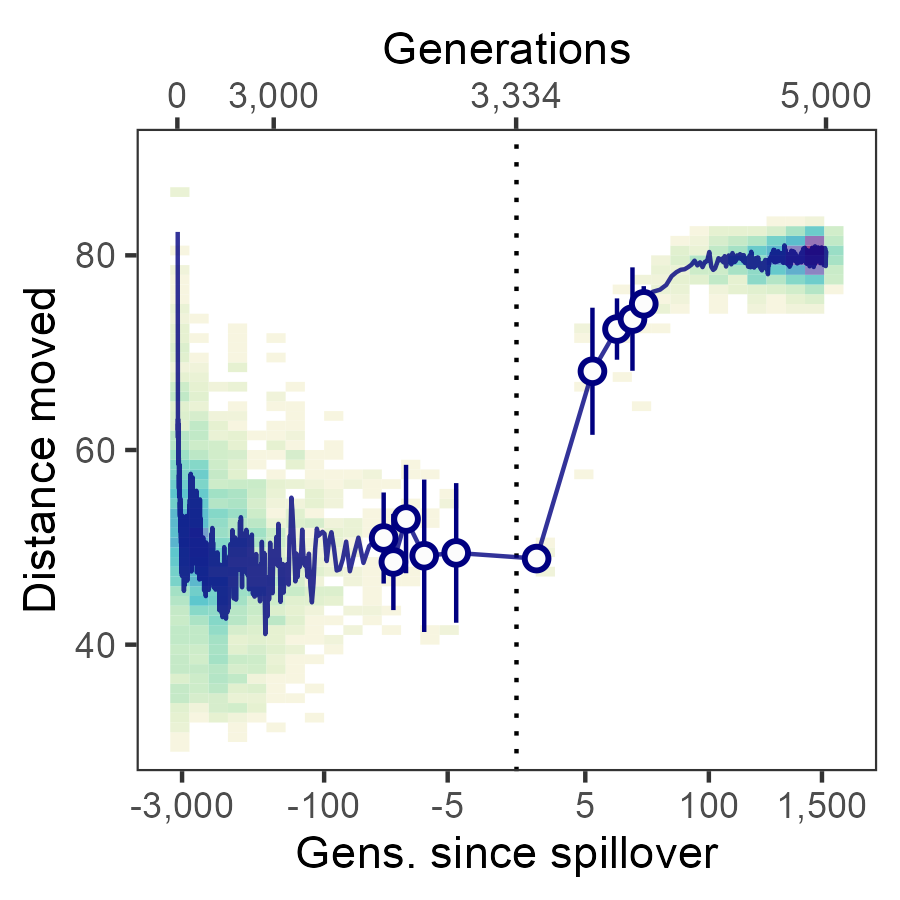 Generations
0 3,000 3,334 5,000
Distance moved
80
60
40
-3,000 -100 -5 5 100 1,500
Gens. since spillover